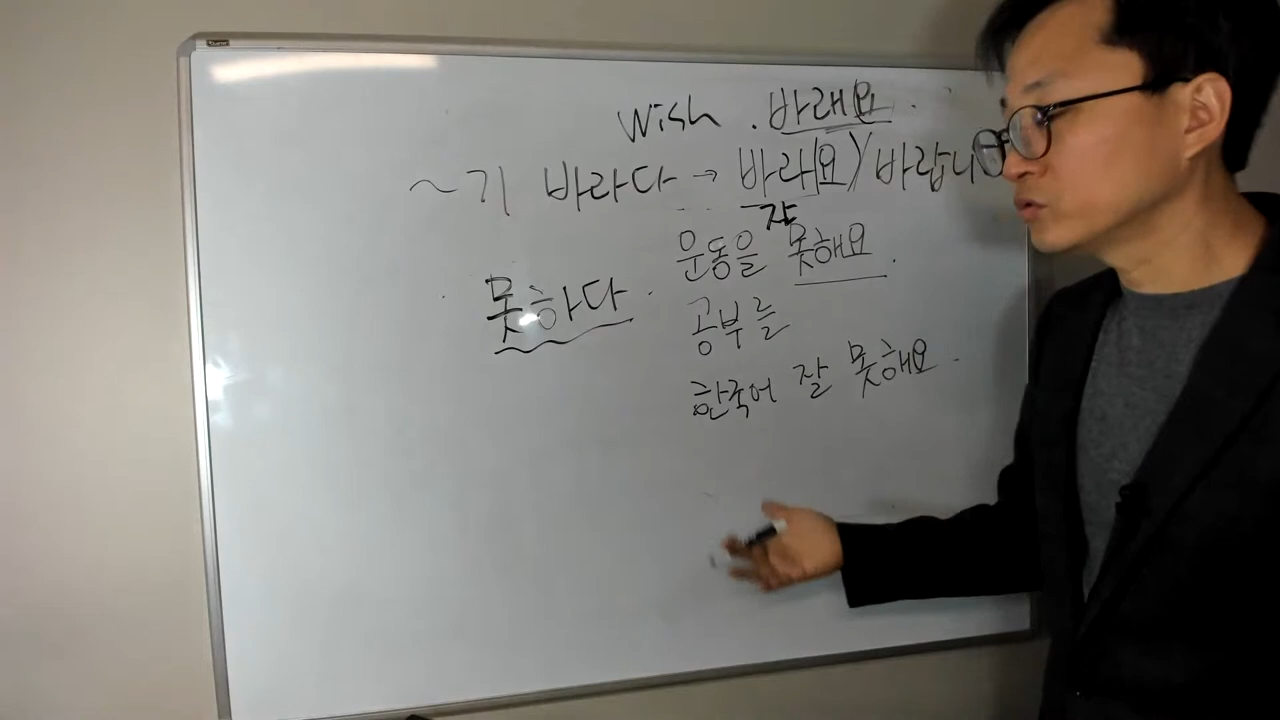 wish . 바래요 .
~기 바라다 → 바라요 / 바랍니
잘
운동을 못해요 .
못하다 .
공부를
한국어 잘 못해요 .